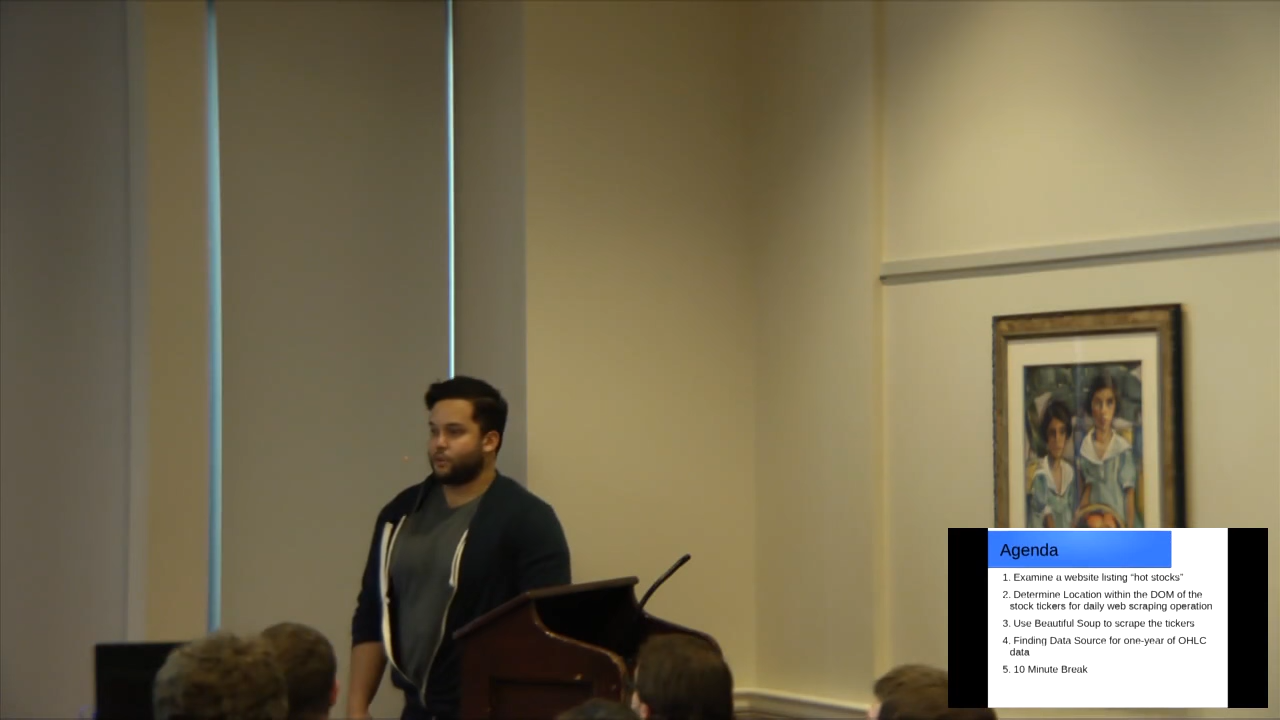 Agenda
1. Examine a website listing “hot stocks”
2. Determine Location within the DOM of the
stock tickers for daily web scraping operation
3. Use Beautiful Soup to scrape the tickers
4. Finding Data Source for one-year of OHLC
data
5. 10 Minute Break